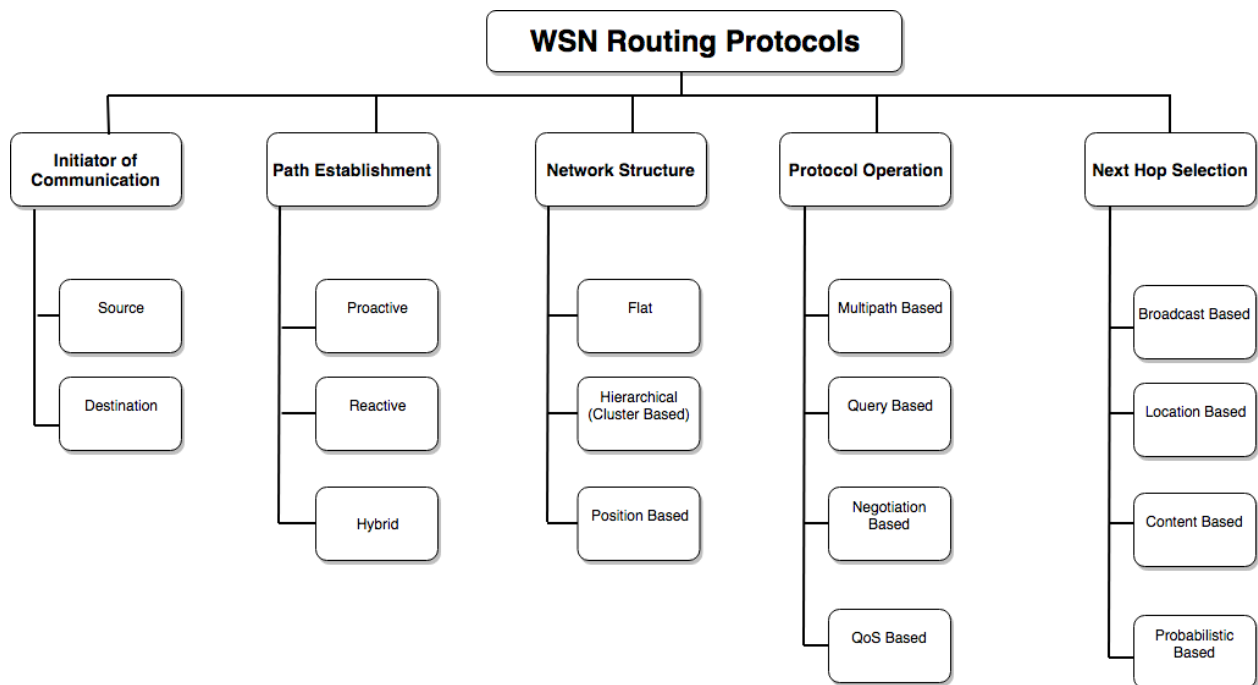 WSN Routing Protocols
Initiator of
Communication
Path Establishment
Network Structure
Protocol Operation
Next Hop Selection
Source
Destination
Proactive
Reactive
Hybrid
Flat
Hierarchical
(Cluster Based)
Position Based
Multipath Based
Query Based
Negotiation
Based
QoS Based
Broadcast Based
Location Based
Content Based
Probabilistic
Based